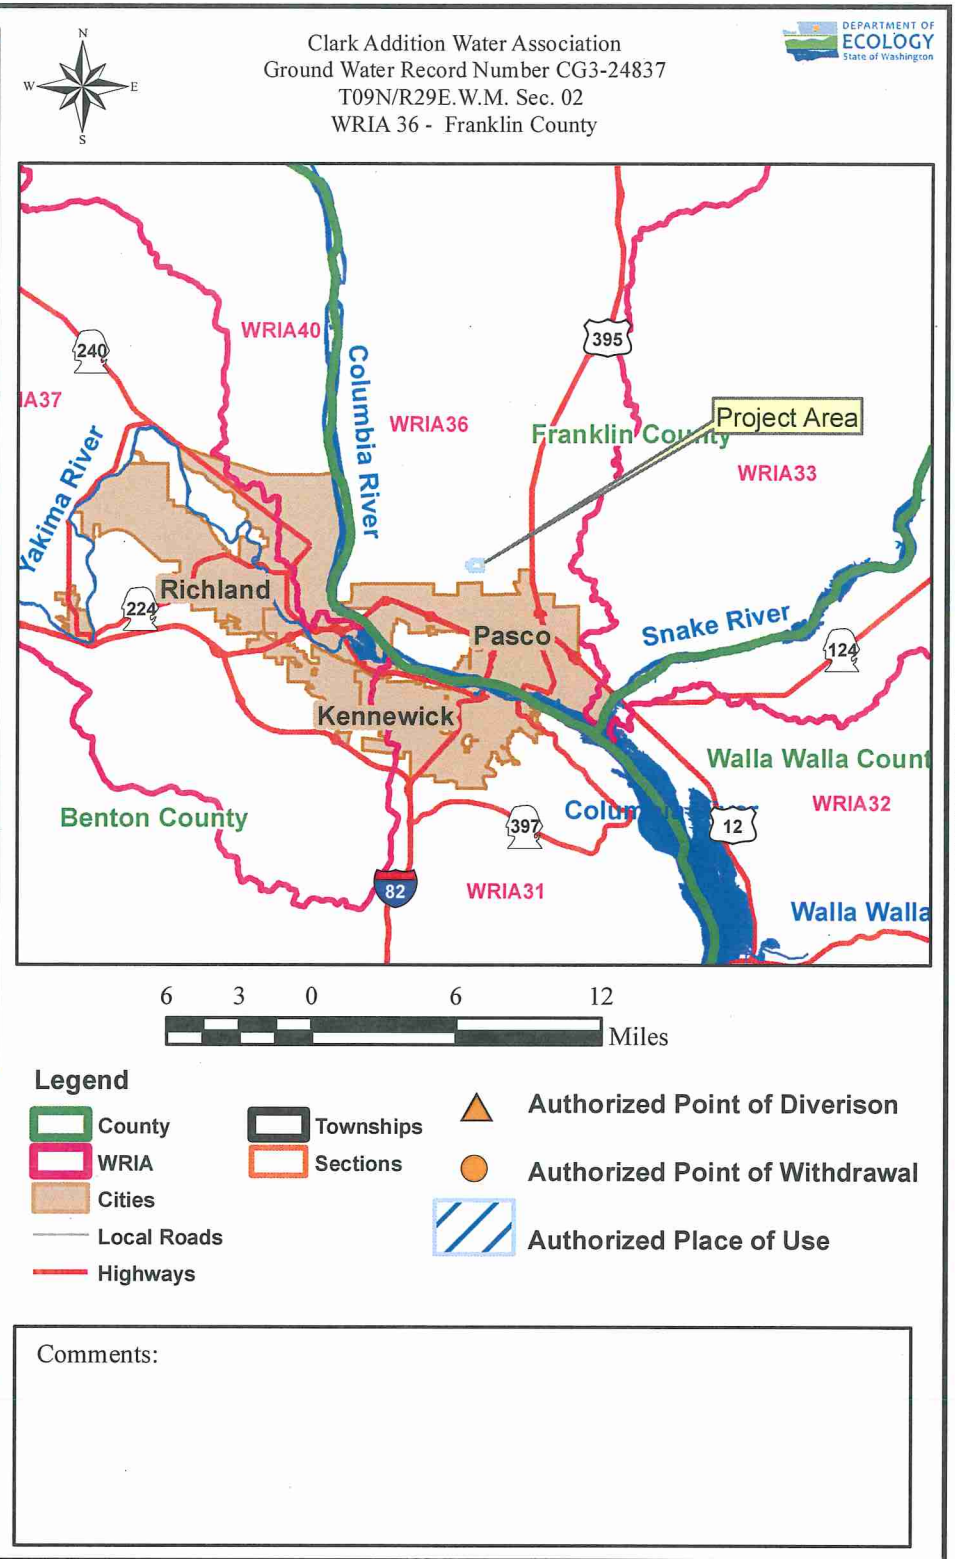 N
W
E
S
Clark Addition Water Association
Ground Water Record Number CG3-24837
T09N/R29E.W.M. Sec. 02
WRIA 36 - Franklin County
DEPARTMENT OF
ECOLOGY
State of Washington
395
WRIA40
240
Columbia River
IA37
Project Area
WRIA36
Franklin County
WRIA33
Yakima River
Richland
224
Snake River
Pasco
124
Kennewick
Walla Walla Count
WRIA32
Benton County
397
12
82
WRIA31
Walla Walla
6 3 0 6 12
Miles
Legend
County
WRIA
Cities
Local Roads
Highways
Townships
Sections
Authorized Point of Diverison
Authorized Point of Withdrawal
Authorized Place of Use
Comments: